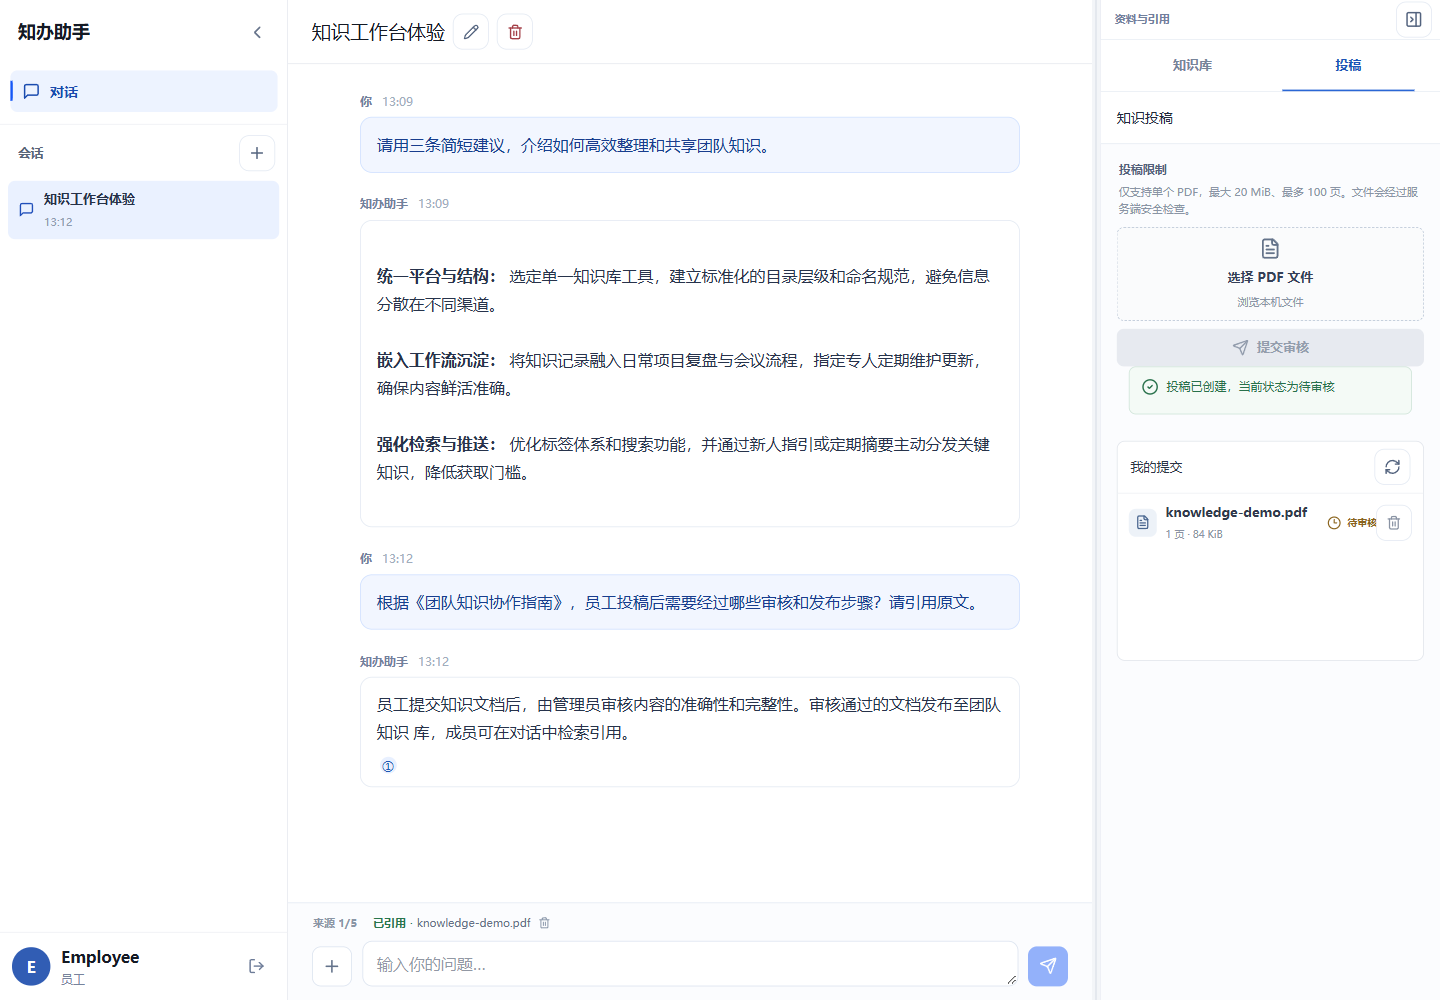 知办助手
对话
会话
知识工作台体验
13:12
Employee
员工
E
知识工作台体验
你 13:09
请用三条简短建议，介绍如何高效整理和共享团队知识。
知办助手 13:09
统一平台与结构： 选定单一知识库工具，建立标准化的目录层级和命名规范，避免信息
分散在不同渠道。
嵌入工作流沉淀： 将知识记录融入日常项目复盘与会议流程，指定专人定期维护更新，
确保内容鲜活准确。
强化检索与推送： 优化标签体系和搜索功能，并通过新人指引或定期摘要主动分发关键
知识，降低获取门槛。
你 13:12
根据《团队知识协作指南》，员工投稿后需要经过哪些审核和发布步骤？请引用原文。
知办助手 13:12
员工提交知识文档后，由管理员审核内容的准确性和完整性。审核通过的文档发布至团队
知识 库，成员可在对话中检索引用。
①
来源 1/5 已引用 · knowledge-demo.pdf
输入你的问题...
资料与引用
知识库 投稿
知识投稿
投稿限制
仅支持单个 PDF，最大 20 MiB、最多 100 页。文件会经过服
务端安全检查。
选择 PDF 文件
浏览本机文件
提交审核
投稿已创建，当前状态为待审核
我的提交
knowledge-demo.pdf
1 页 · 84 KiB
待审核